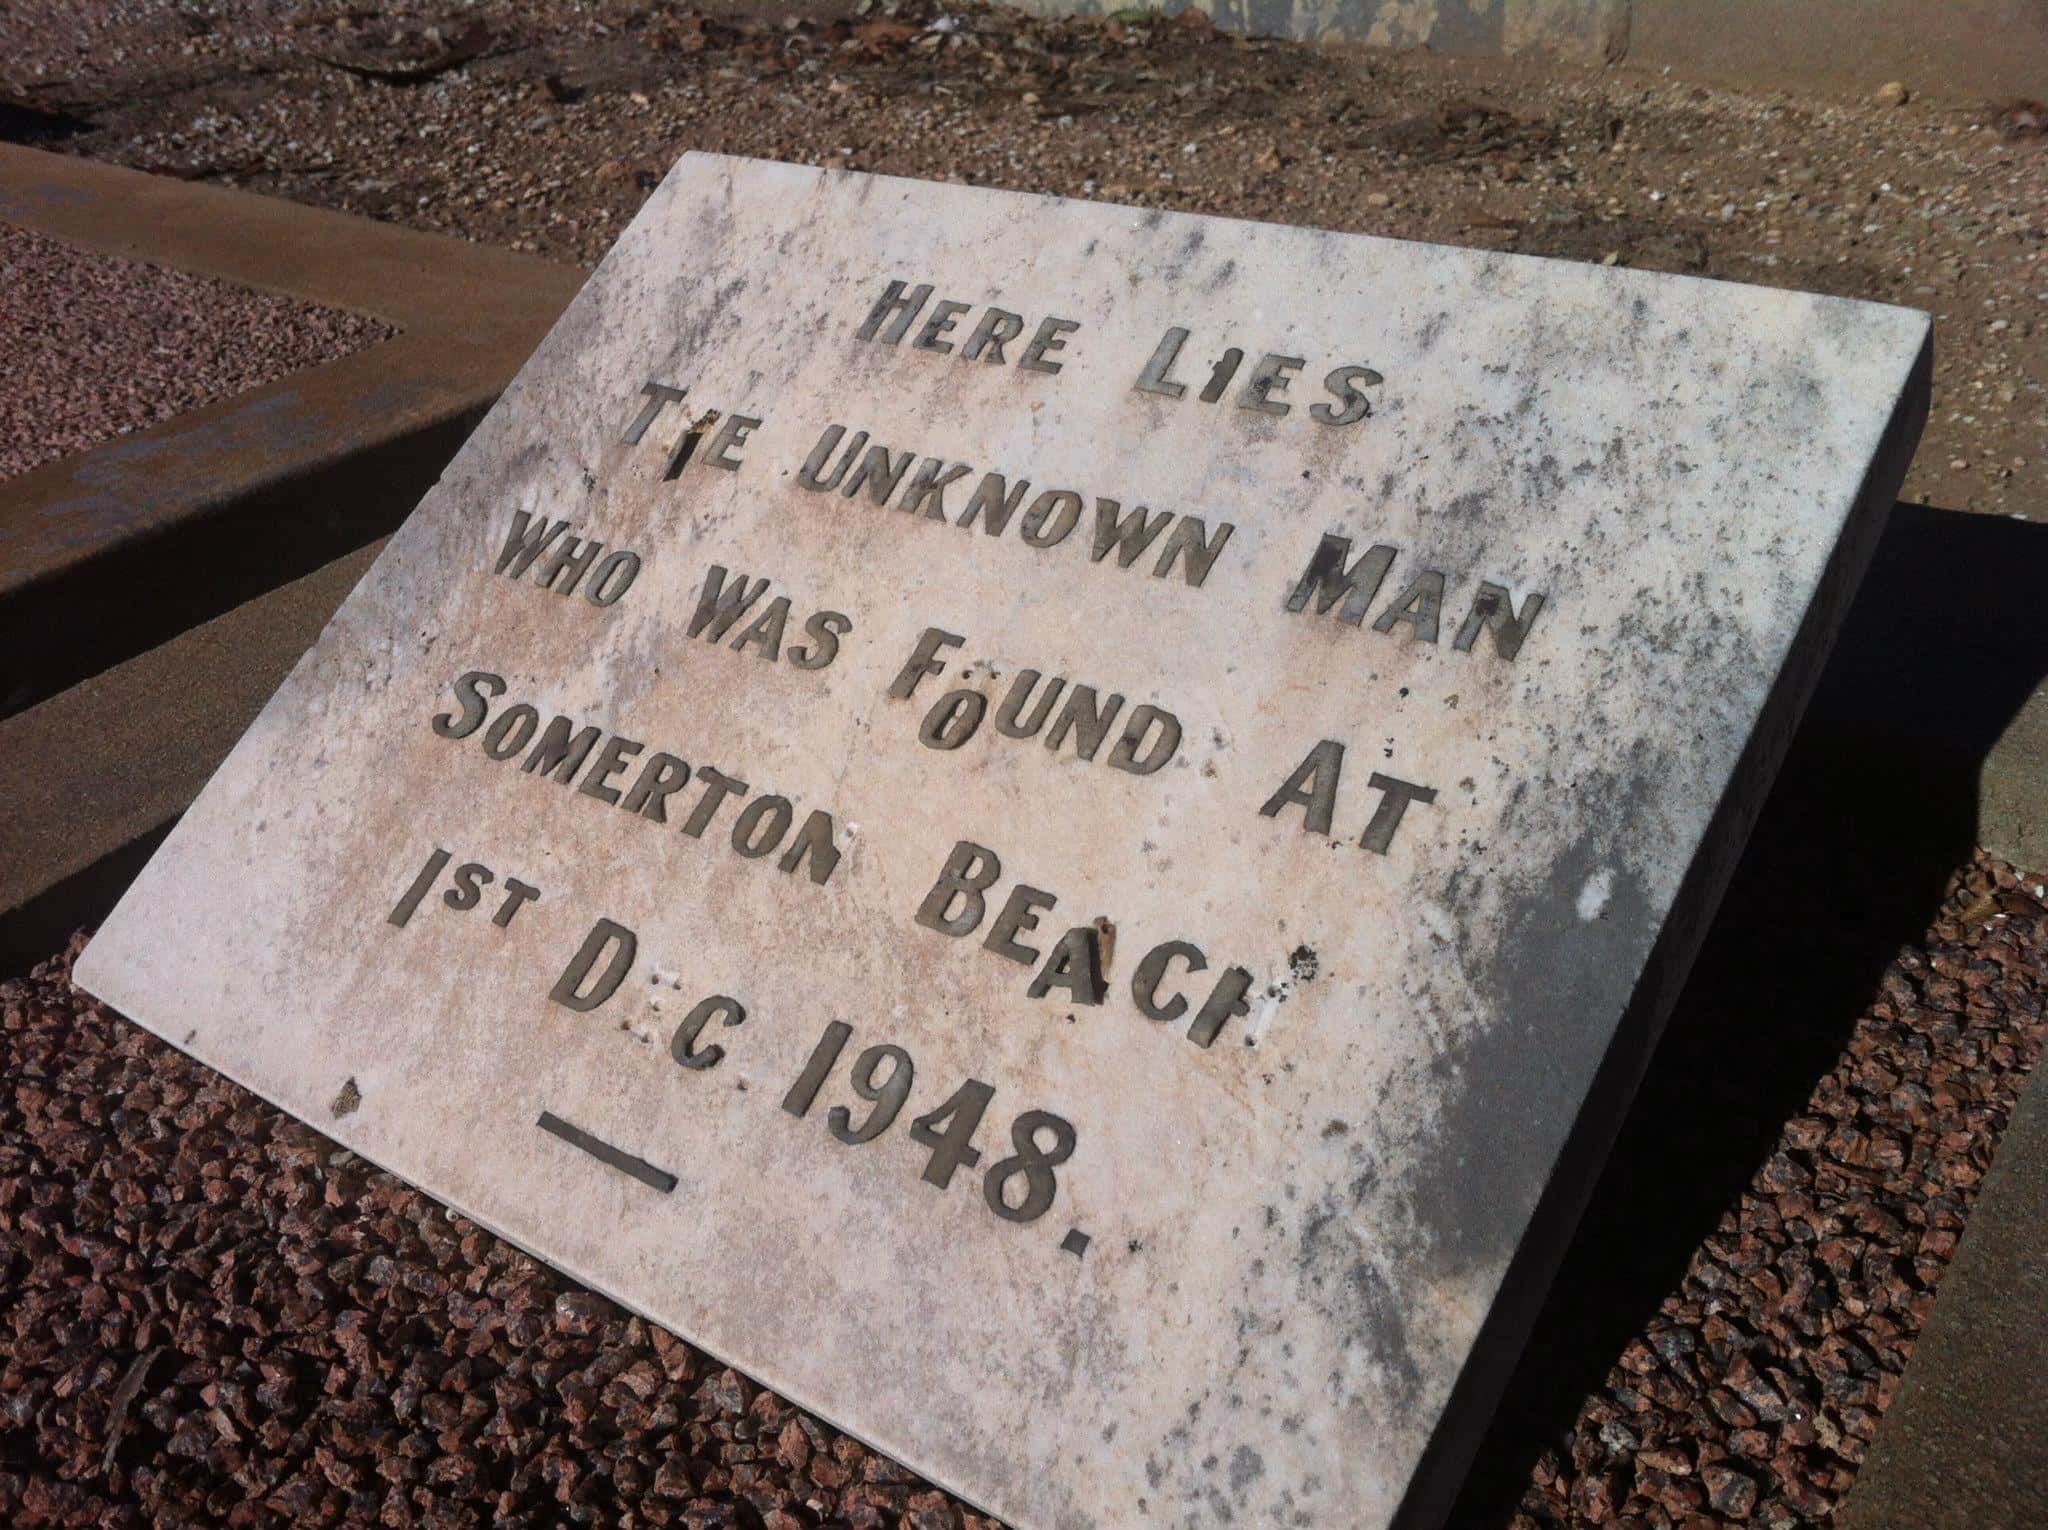 HERE LIES
THE UNKNOWN MAN
WHO WAS FOUND AT
SOMERTON BEACH
1ST DEC. 1948.